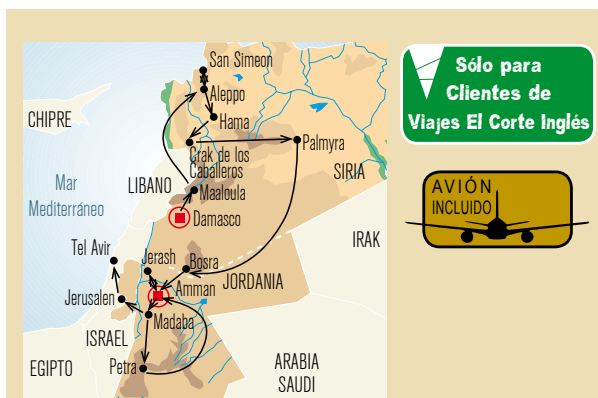 San Simeon
Aleppo
CHIPRE
Hama
Crak de los
Caballeros
Palmyra
SIRIA
Mar
Mediterráneo
LIBANO
Maaloula
Damasco
IRAK
Tel Avir
Jerash
Bosra
Amman
JORDANIA
Jerusalen
Madaba
ISRAEL
EGIPTO
Petra
ARABIA
SAUDI
Sólo para
Clientes de
Viajes El Corte Inglés
AVIÓN
INCLUIDO